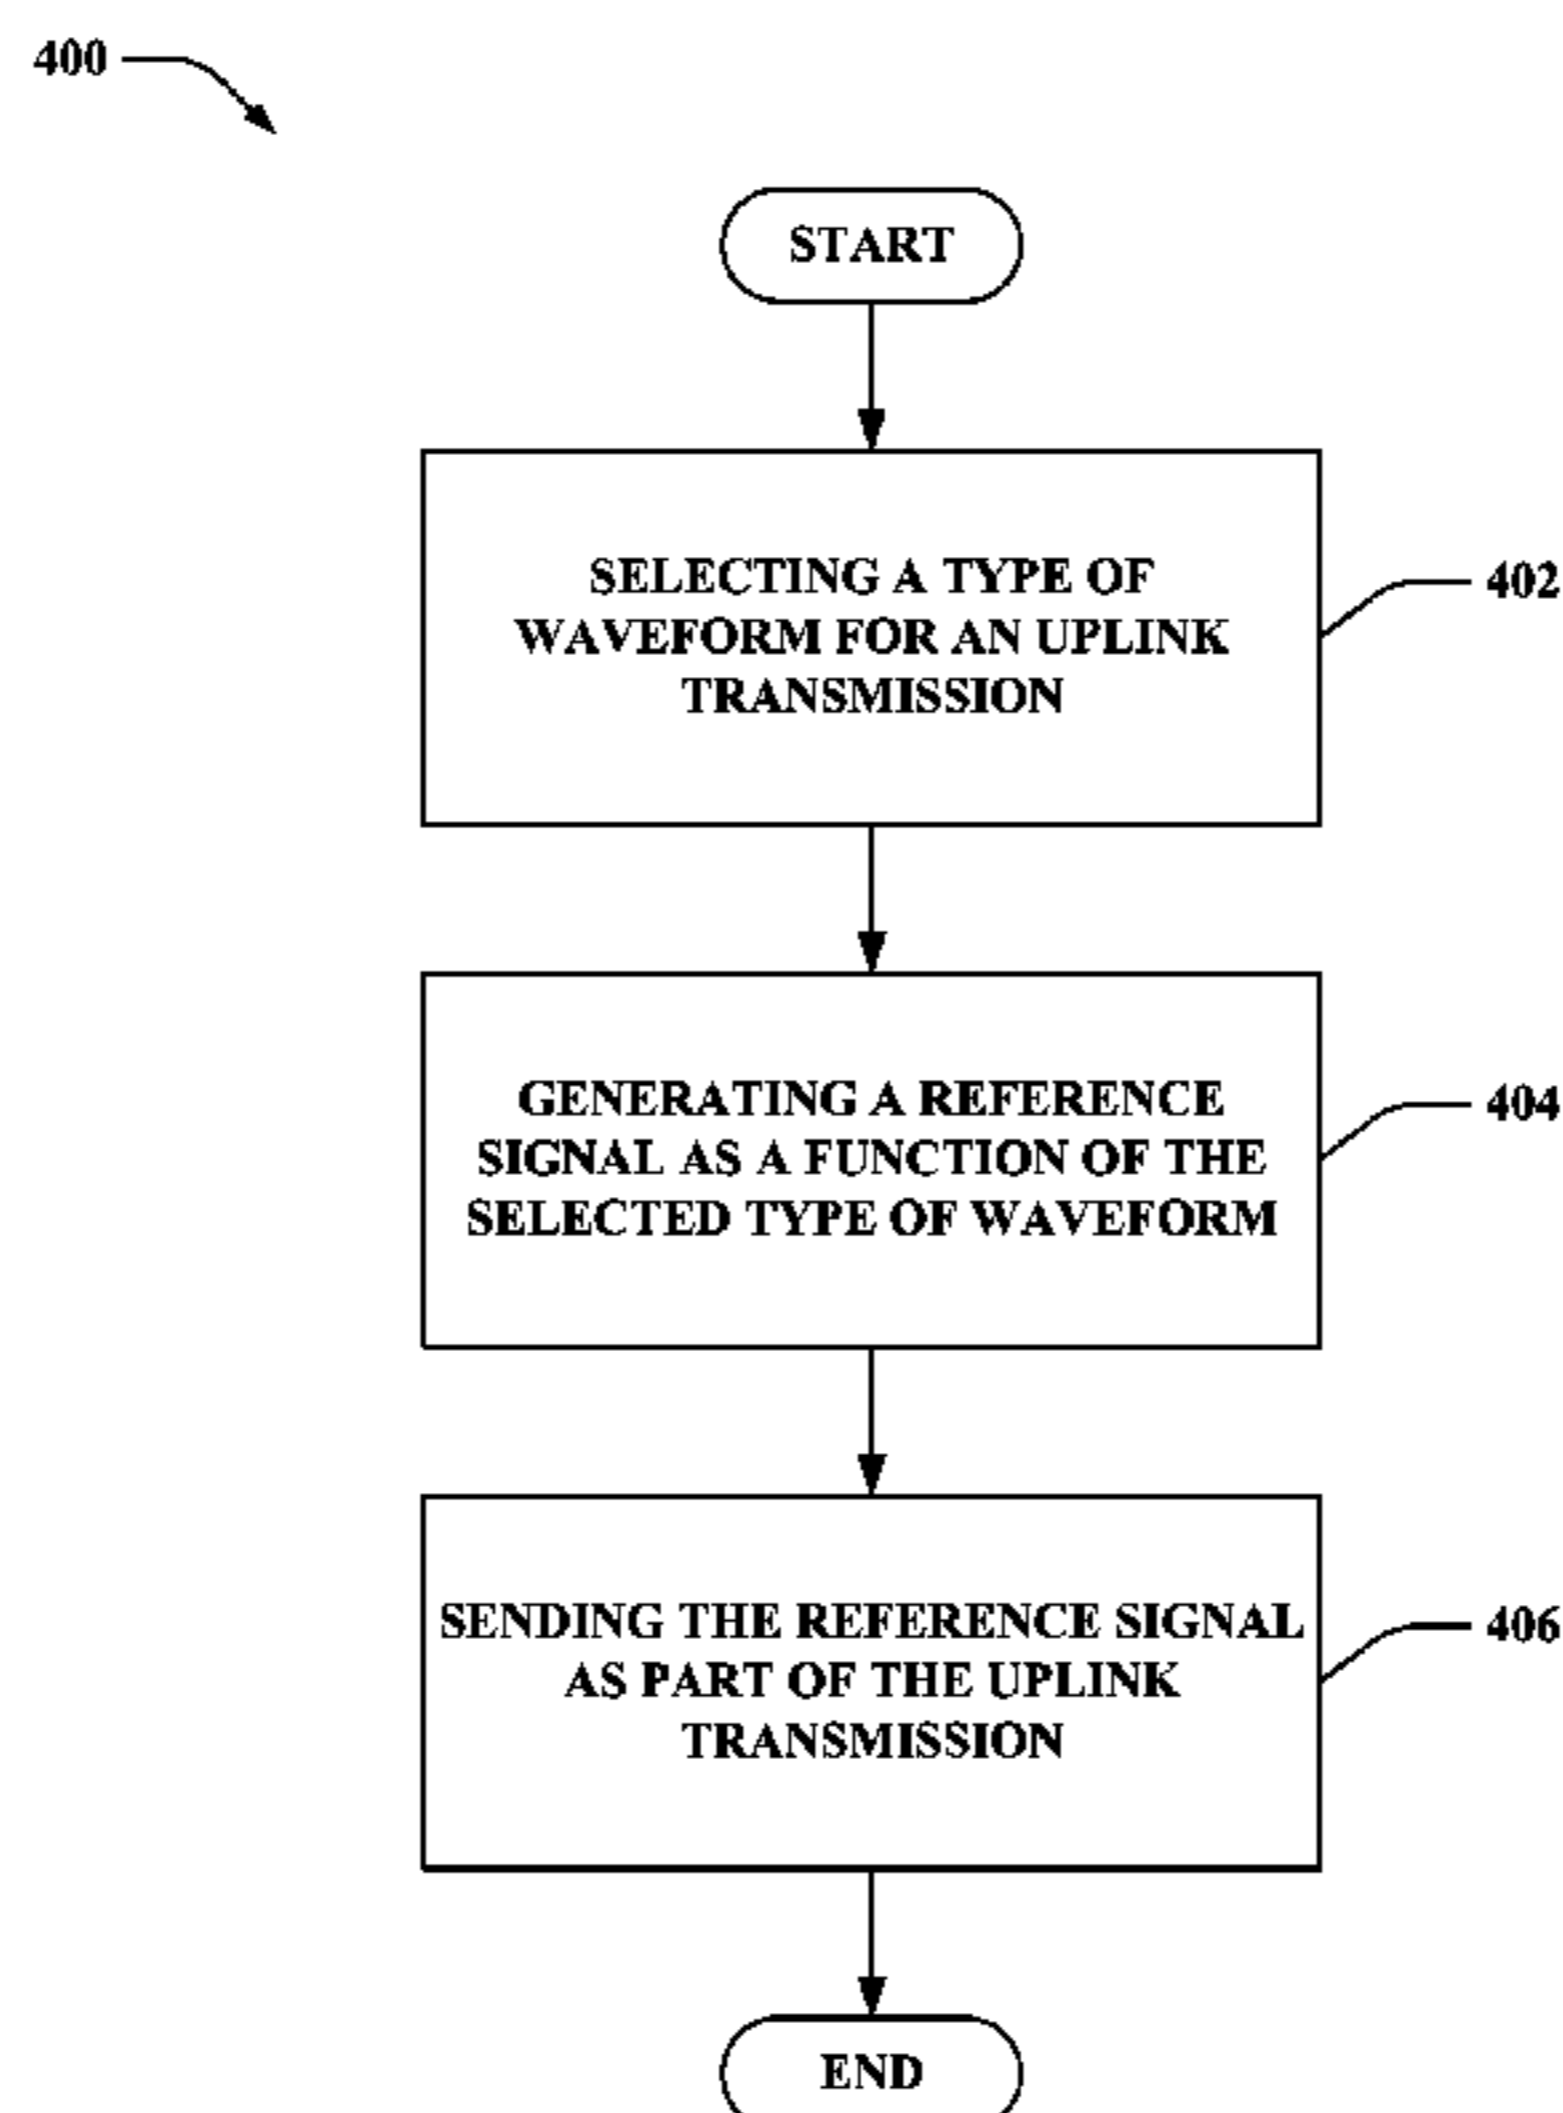 400
START
SELECTING A TYPE OF
WAVEFORM FOR AN UPLINK
TRANSMISSION
402
GENERATING A REFERENCE
SIGNAL AS A FUNCTION OF THE
SELECTED TYPE OF WAVEFORM
404
SENDING THE REFERENCE SIGNAL
AS PART OF THE UPLINK
TRANSMISSION
406
END